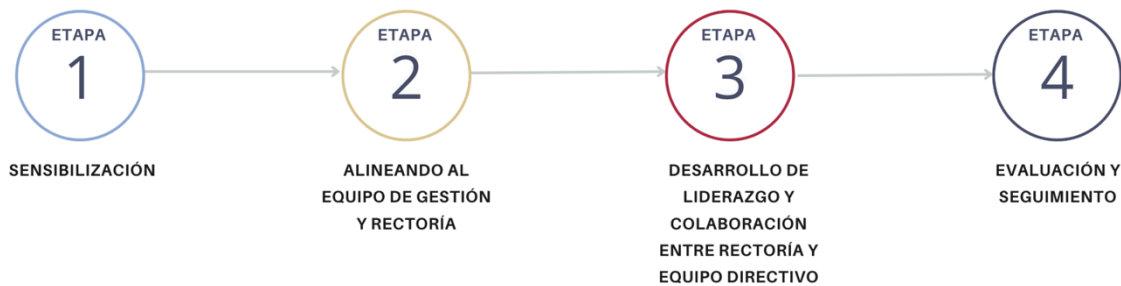 ETAPA
1
SENSIBILIZACIÓN
ETAPA
2
ALINEANDO AL
EQUIPO DE GESTIÓN
Y RECTORÍA
ETAPA
3
DESARROLLO DE
LIDERAZGO Y
COLABORACIÓN
ENTRE RECTORÍA Y
EQUIPO DIRECTIVO
ETAPA
4
EVALUACIÓN Y
SEGUIMIENTO